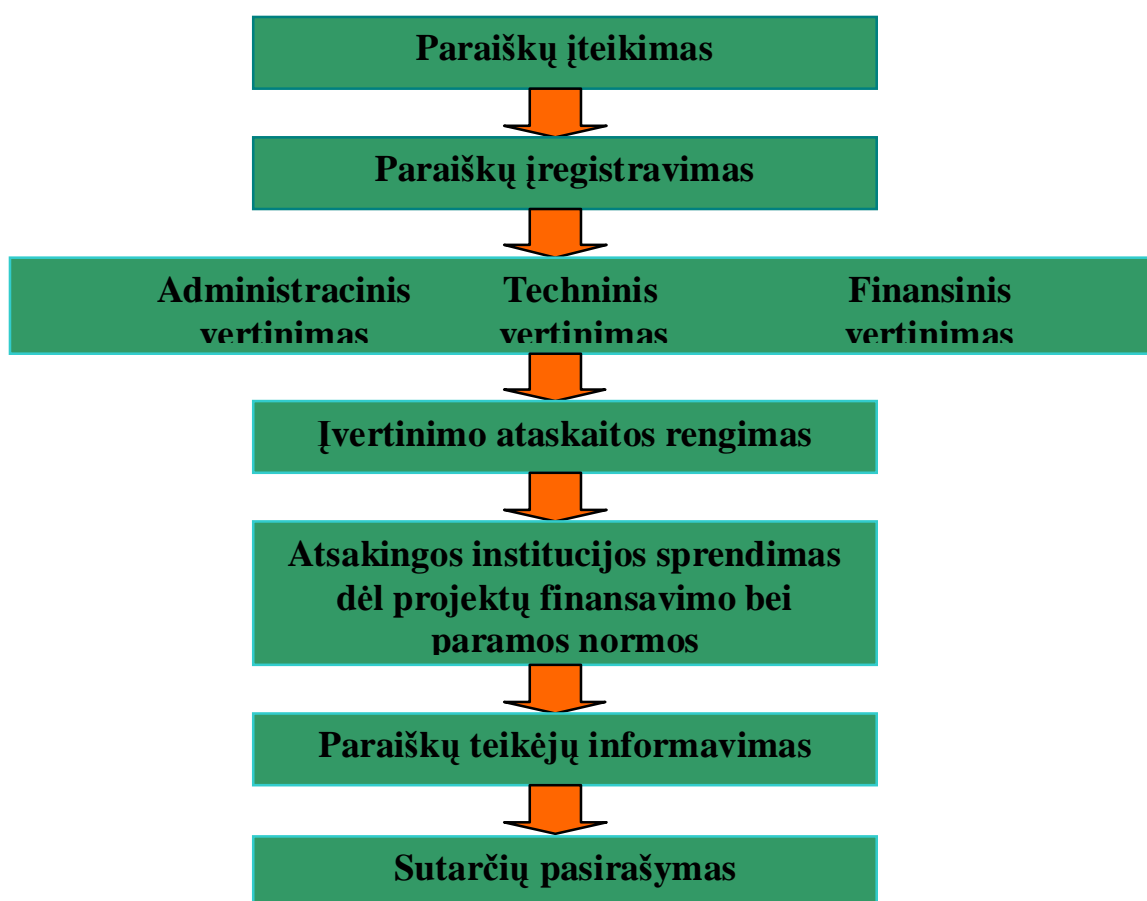 Paraiškų įteikimas
Paraiškų įregistravimas
Administracinis
vertinimas
Techninis
vertinimas
Finansinis
vertinimas
Įvertinimo ataskaitos rengimas
Atsakingos institucijos sprendimas
dėl projektų finansavimo bei
paramos normos
Paraiškų teikėjų informavimas
Sutarčių pasirašymas